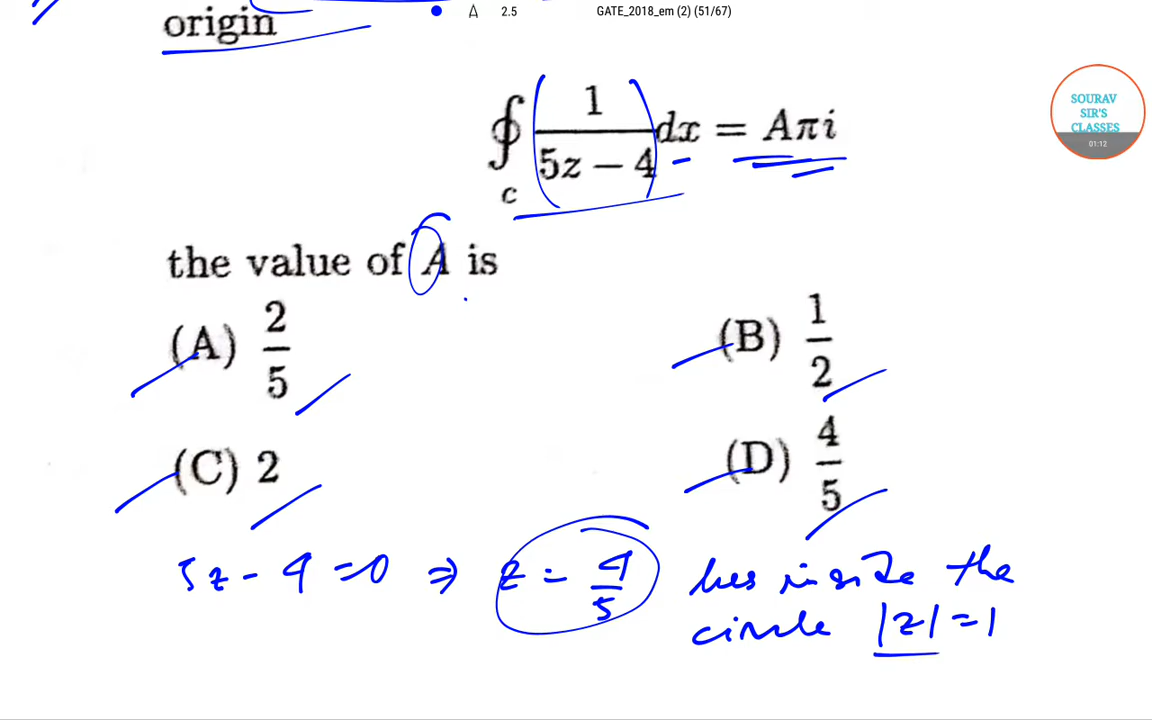 2.5 GATE_2018_em (2) (51/67)
origin
SOURAV
SIR'S
CLASSES
01:12
∮c (1/(5z − 4)) dx = Aπi
the value of A is
(A) 2/5
(B) 1/2
(C) 2
(D) 4/5
5z - 4 = 0 ⇒ z = 4/5 lies inside the
circle |z| = 1